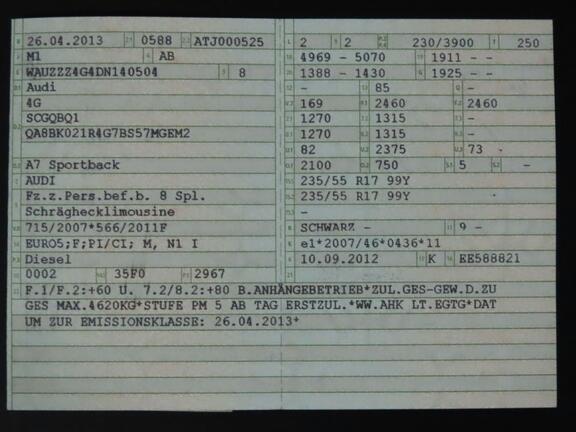 26.04.2013 0588 ATJ000525
M1 AB
WAUZZZ4G4DN140504 8
Audi
4G
SCGQBQ1
QA8BK021R4G7BS57MGEM2
A7 Sportback
AUDI
Fz.z.Pers.bef.b. 8 Spl.
Schräghecklimousine
715/2007*566/2011F
EURO5;F;PI/CI; M, N1 I
Diesel
0002 35F0 2967
L 2 9 2 230/3900 T 250
4969 - 5070 1911 - -
1388 - 1430 1925 - -
- 85 -
169 2460 2460
1270 1315 -
1270 1315 -
82 2375 73
2100 750 5 -
235/55 R17 99Y
235/55 R17 99Y
-
SCHWARZ - 9 -
e1*2007/46*0436*11
10.09.2012 K EE588821
F.1/F.2:+60 U. 7.2/8.2:+80 B.ANHÄNGEBETRIEB*ZUL.GES-GEW.D.ZU
GES MAX.4620KG*STUFE PM 5 AB TAG ERSTZUL.*WW.AHK LT.EGTG*DAT
UM ZUR EMISSIONSKLASSE: 26.04.2013*